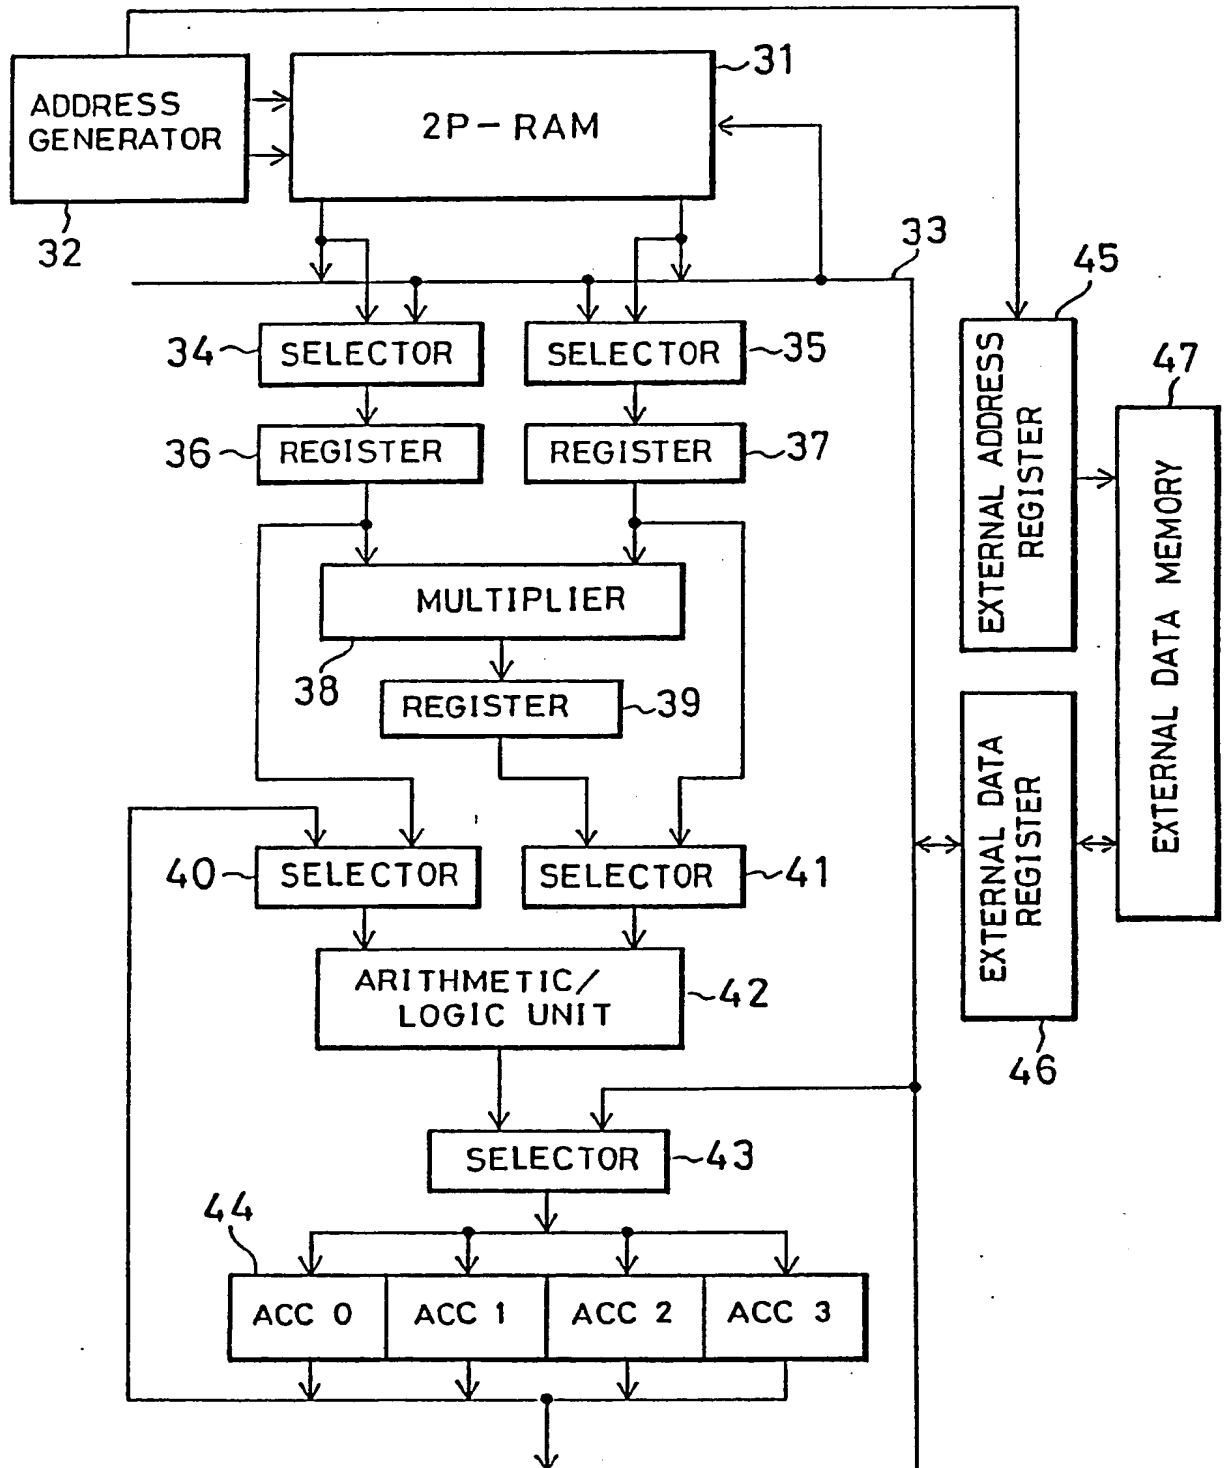 31
ADDRESS
GENERATOR
2P-RAM
32
33
45
34
SELECTOR
SELECTOR
35
47
36
REGISTER
REGISTER
37
EXTERNAL ADDRESS
REGISTER
EXTERNAL DATA MEMORY
MULTIPLIER
38
REGISTER
39
EXTERNAL DATA
REGISTER
40
SELECTOR
SELECTOR
41
ARITHMETIC/
LOGIC UNIT
42
46
SELECTOR
43
44
ACC 0
ACC 1
ACC 2
ACC 3